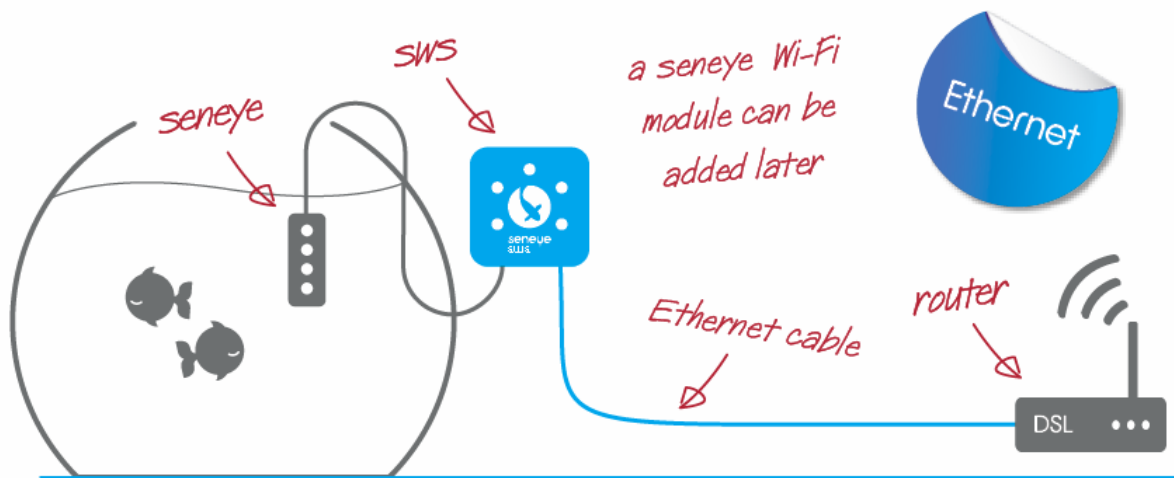 sws
a seneye Wi-Fi
module can be
added later
Ethernet
seneye
seneye
sws
Ethernet cable
router
DSL